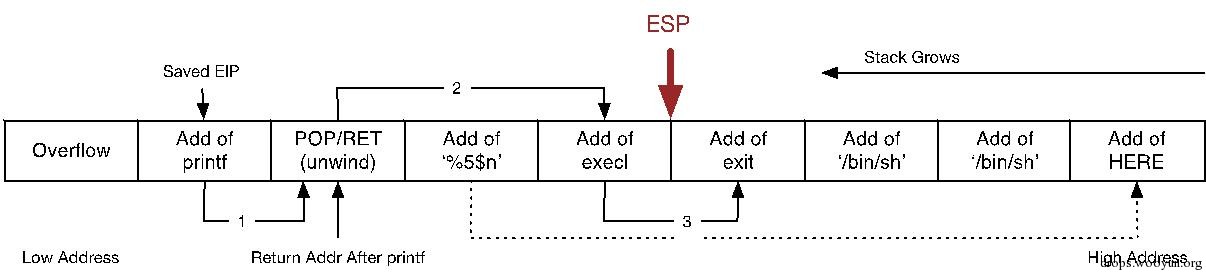 ESP
Stack Grows
Saved EIP
2
Overflow
Add of
printf
POP/RET
(unwind)
Add of
‘%5$n’
Add of
execl
Add of
exit
Add of
‘/bin/sh’
Add of
‘/bin/sh’
Add of
HERE
1
3
Low Address
Return Addr After printf
High Address
drops.wooyun.org